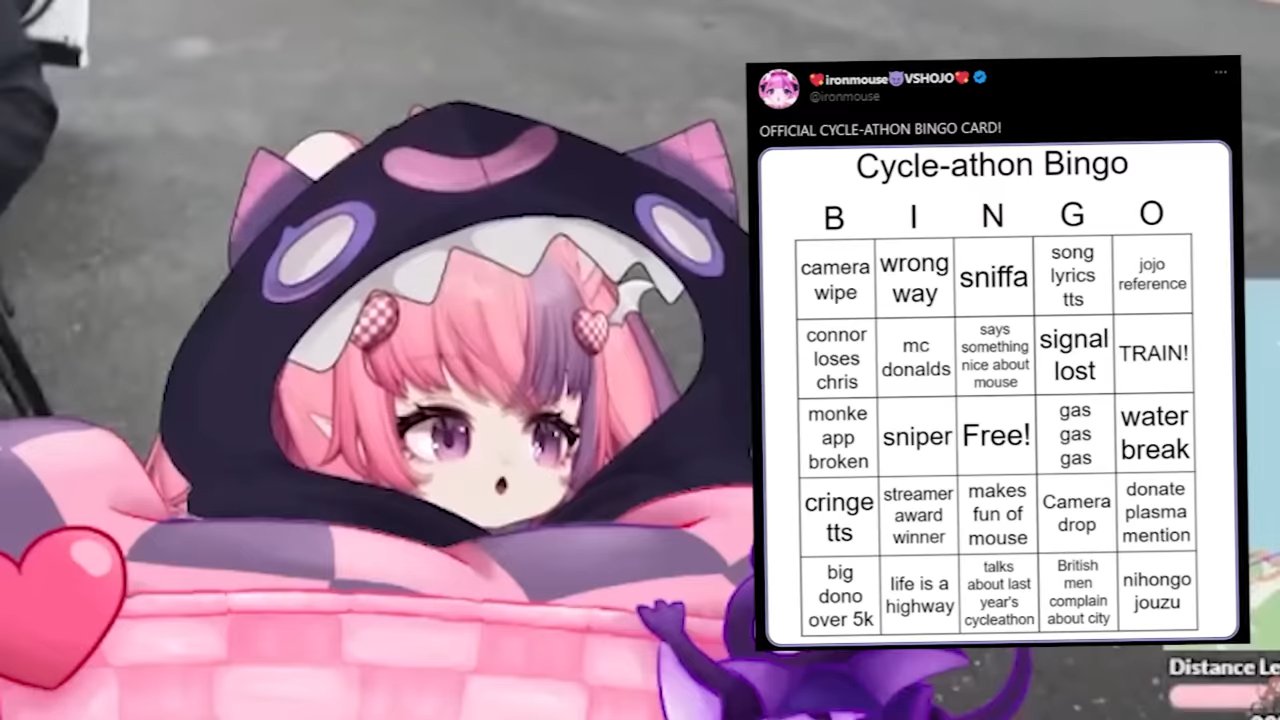 ❤️ironmouse😈VSHOJO❤️
@ironmouse
OFFICIAL CYCLE-ATHON BINGO CARD!
Cycle-athon Bingo
B I N G O
camera
wipe
wrong
way
sniffa
song
lyrics
tts
jojo
reference
connor
loses
chris
mc
donalds
says
something
nice about
mouse
signal
lost
TRAIN!
monke
app
broken
sniper
Free!
gas
gas
gas
water
break
cringe
tts
streamer
award
winner
makes
fun of
mouse
Camera
drop
donate
plasma
mention
big
dono
over 5k
life is a
highway
talks
about last
year's
cycleathon
British
men
complain
about city
nihongo
jouzu
Distance